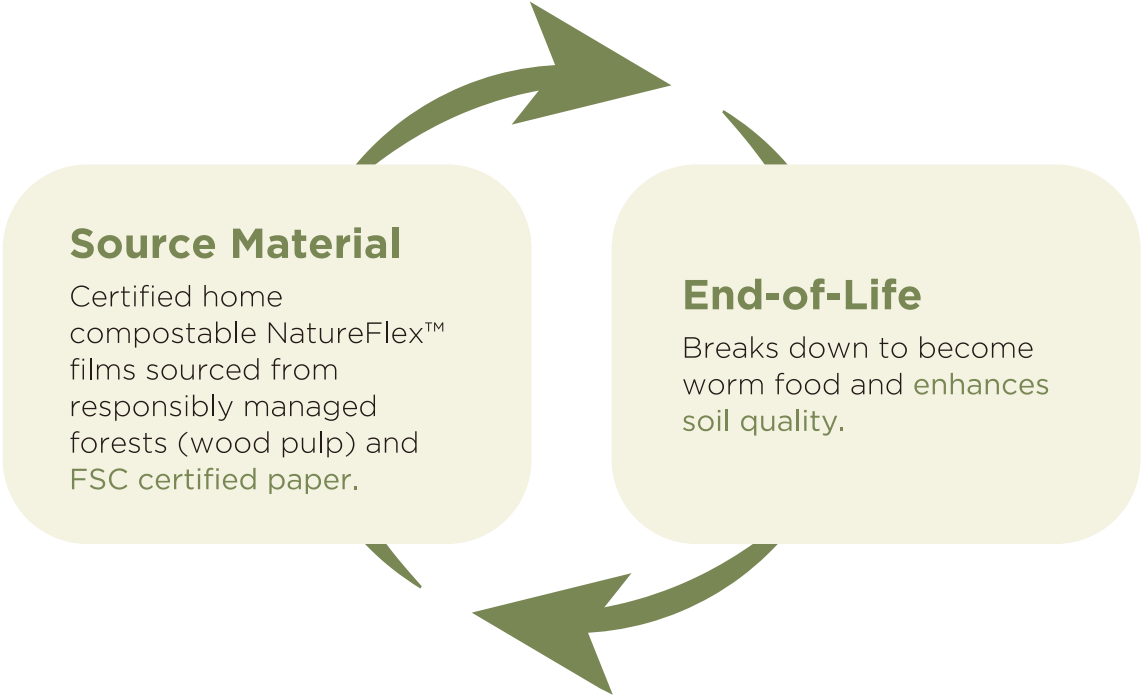 Source Material
Certified home
compostable NatureFlex™
films sourced from
responsibly managed
forests (wood pulp) and
FSC certified paper.
End-of-Life
Breaks down to become
worm food and enhances
soil quality.